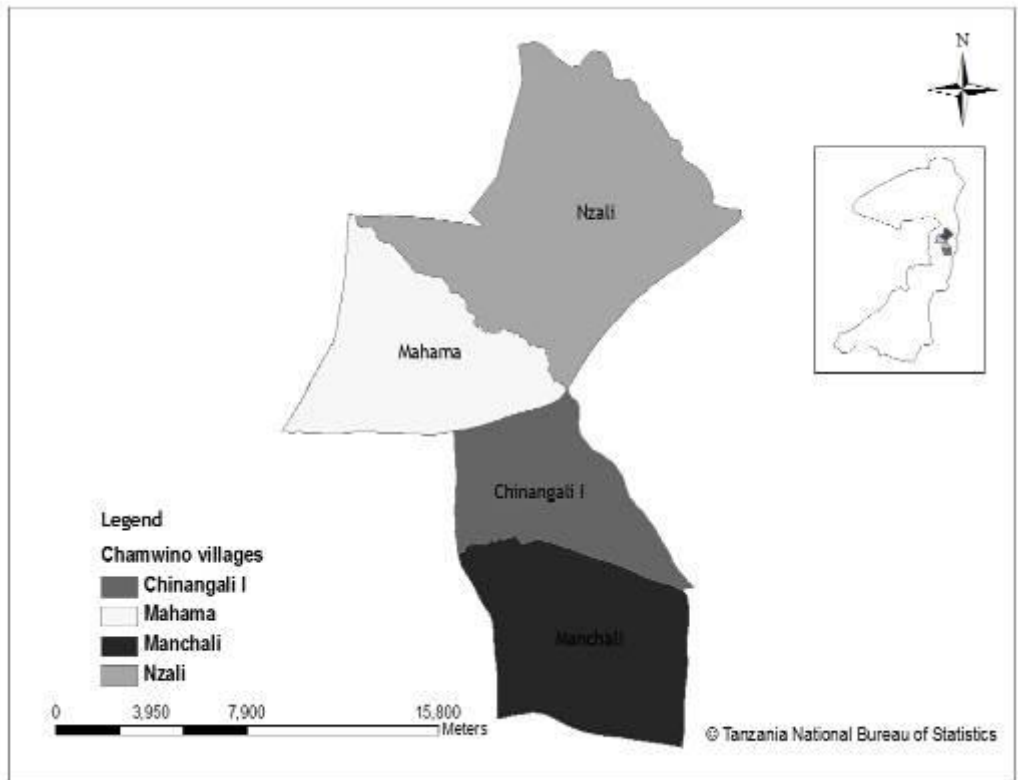 N
Nzali
Mahama
Chinangali I
Manchali
Legend
Chamwino villages
Chinangali I
Mahama
Manchali
Nzali
0 3,950 7,900 15,800
Meters
© Tanzania National Bureau of Statistics